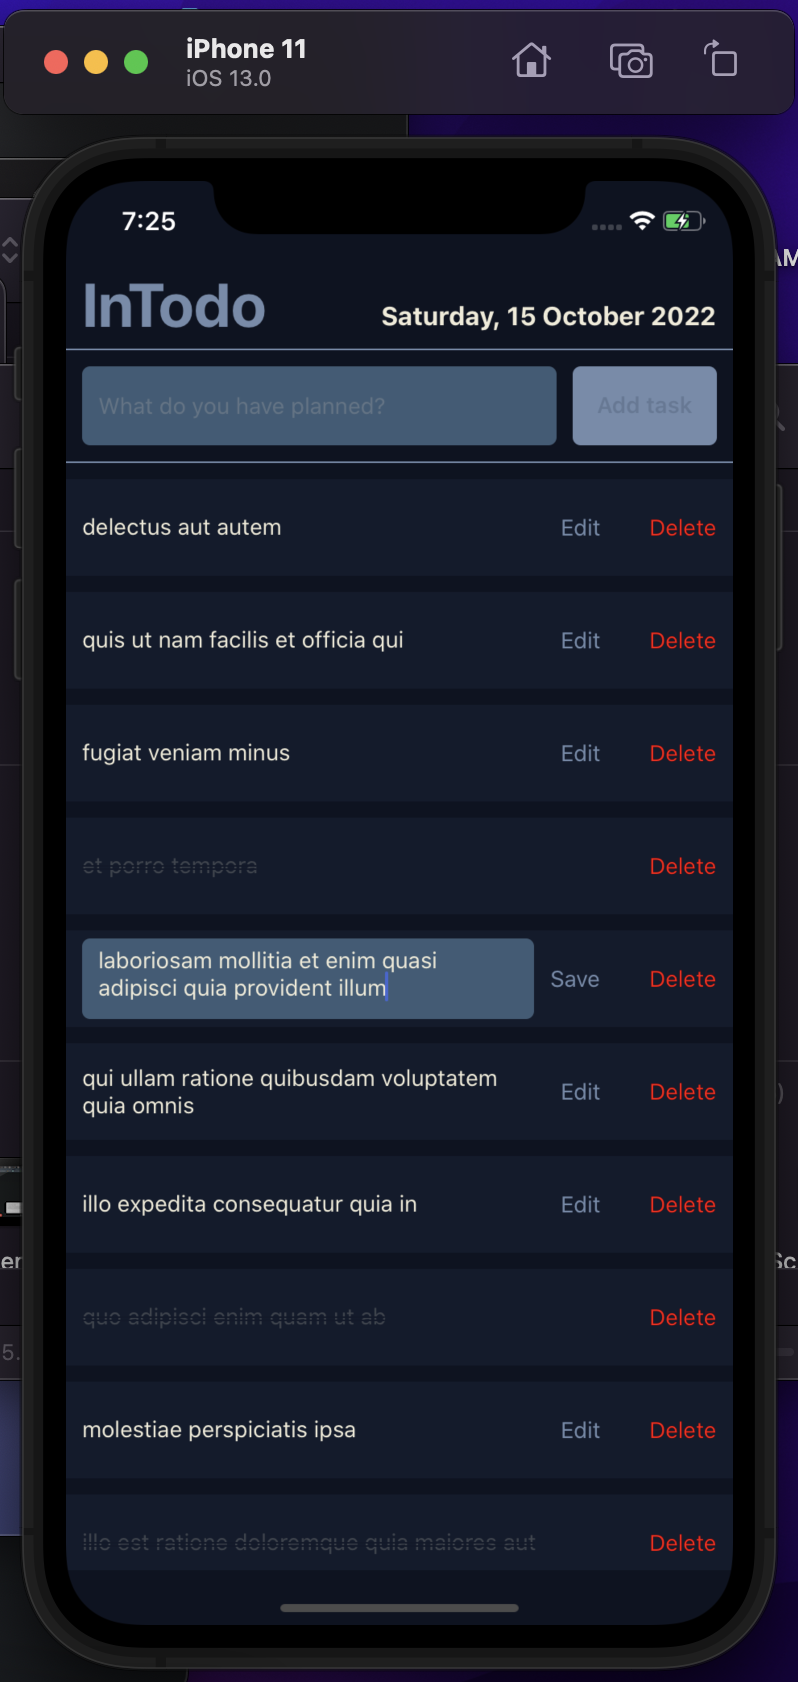 iPhone 11
iOS 13.0
7:25
InTodo
Saturday, 15 October 2022
What do you have planned?
Add task
delectus aut autem
Edit
Delete
quis ut nam facilis et officia qui
Edit
Delete
fugiat veniam minus
Edit
Delete
et porro tempora
Delete
laboriosam mollitia et enim quasi
adipisci quia provident illum
Save
Delete
qui ullam ratione quibusdam voluptatem
quia omnis
Edit
Delete
illo expedita consequatur quia in
Edit
Delete
quo adipisci enim quam ut ab
Delete
molestiae perspiciatis ipsa
Edit
Delete
illo est ratione doloremque quia maiores aut
Delete